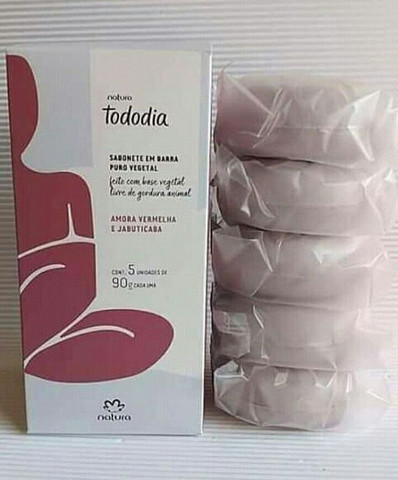 natura
tododia
SABONETE EM BARRA
PURO VEGETAL
feito com base vegetal
livre de gordura animal
AMORA VERMELHA
E JABUTICABA
CONT. 5 UNIDADES DE
90g CADA UMA
natura